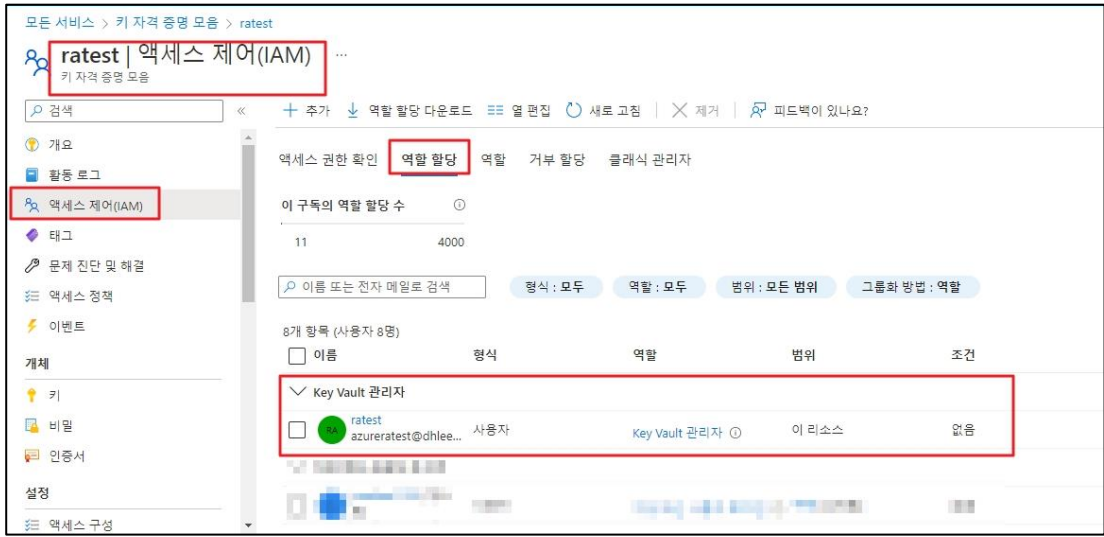 모든 서비스 > 키 자격 증명 모음 > ratest
ratest | 액세스 제어(IAM) ...
키 자격 증명 모음
검색 «
추가 역할 할당 다운로드 열 편집 새로 고침 제거 피드백이 있나요?
개요
활동 로그
액세스 제어(IAM)
태그
문제 진단 및 해결
액세스 정책
이벤트
개체
키
비밀
인증서
설정
액세스 구성
액세스 권한 확인 역할 할당 역할 거부 할당 클래식 관리자
이 구독의 역할 할당 수
11 4000
이름 또는 전자 메일로 검색 형식 : 모두 역할 : 모두 범위 : 모든 범위 그룹화 방법 : 역할
8개 항목 (사용자 8명)
이름 형식 역할 범위 조건
Key Vault 관리자
RA ratest 사용자 Key Vault 관리자 이 리소스 없음
azureratest@dhlee...